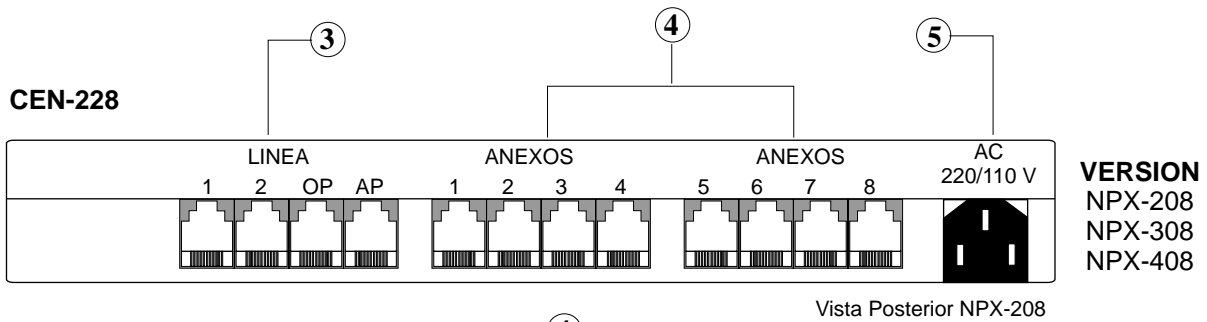 3 4 5
CEN-228
LINEA ANEXOS ANEXOS AC
220/110 V
1 2 OP AP 1 2 3 4 5 6 7 8
VERSION
NPX-208
NPX-308
NPX-408
Vista Posterior NPX-208